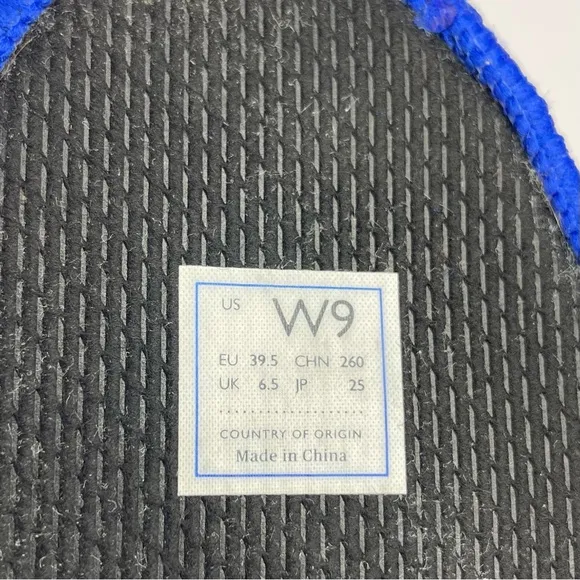 US W9
EU 39.5 CHN 260
UK 6.5 JP 25
COUNTRY OF ORIGIN
Made in China